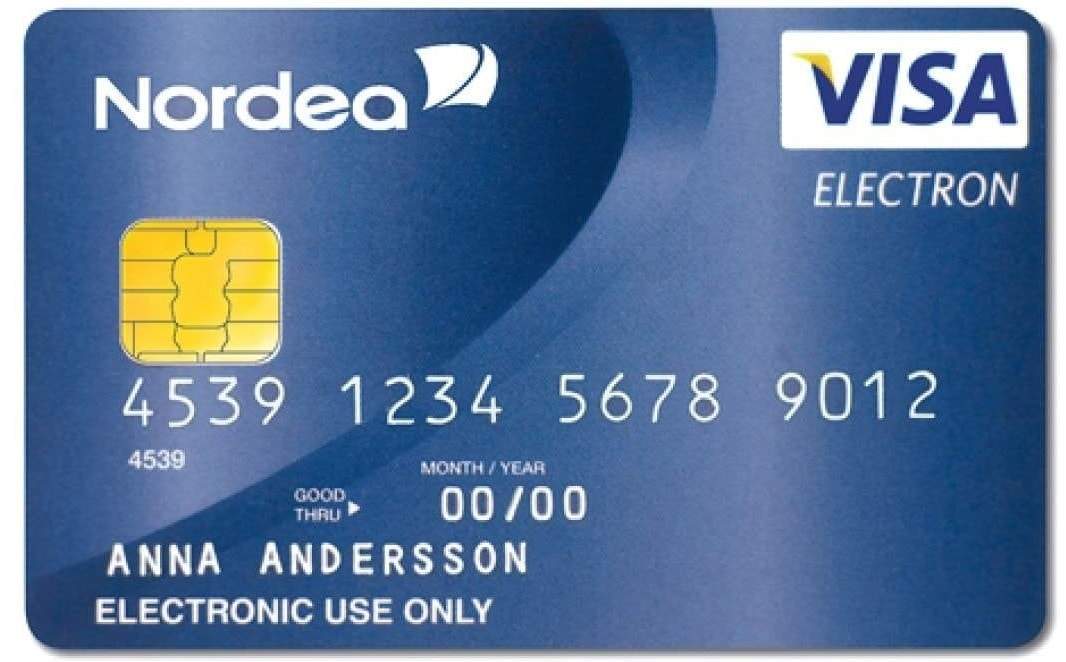 Nordea
VISA
ELECTRON
4539 1234 5678 9012
4539
MONTH / YEAR
GOOD THRU 00/00
ANNA ANDERSSON
ELECTRONIC USE ONLY